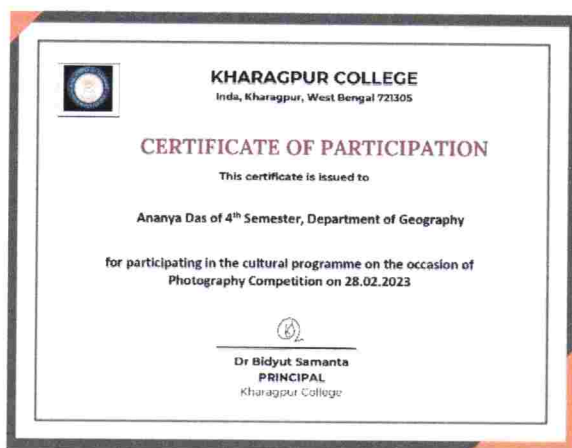 KHARAGPUR COLLEGE
Inda, Kharagpur, West Bengal 721305
CERTIFICATE OF PARTICIPATION
This certificate is issued to
Ananya Das of 4th Semester, Department of Geography
for participating in the cultural programme on the occasion of
Photography Competition on 28.02.2023
Dr Bidyut Samanta
PRINCIPAL
Kharagpur College